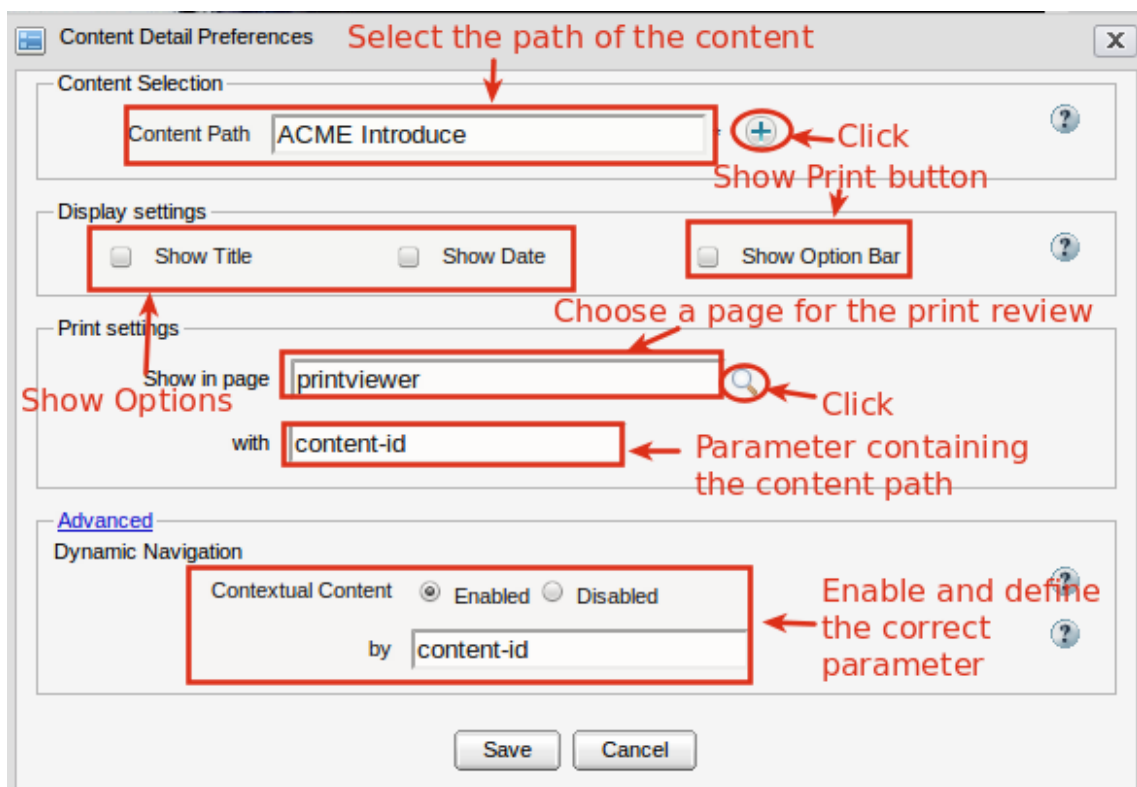 Content Detail Preferences
Select the path of the content
X
Content Selection
Content Path
ACME Introduce
*
Click
?
Show Print button
Display settings
Show Title
Show Date
Show Option Bar
?
Choose a page for the print review
Print settings
Show in page
printviewer
Show Options
Click
with
content-id
Parameter containing
the content path
Advanced
Dynamic Navigation
Contextual Content
Enabled
Disabled
?
Enable and define
the correct
parameter
by
content-id
?
Save
Cancel